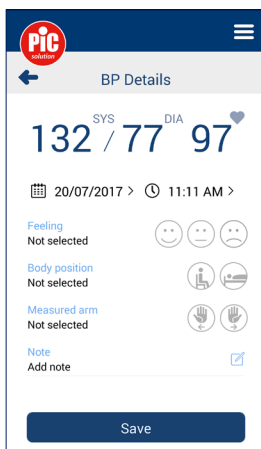 PiC
solution
BP Details
SYS DIA
132 / 77 97
20/07/2017 > 11:11 AM >
Feeling
Not selected
Body position
Not selected
Measured arm
Not selected
Note
Add note
Save